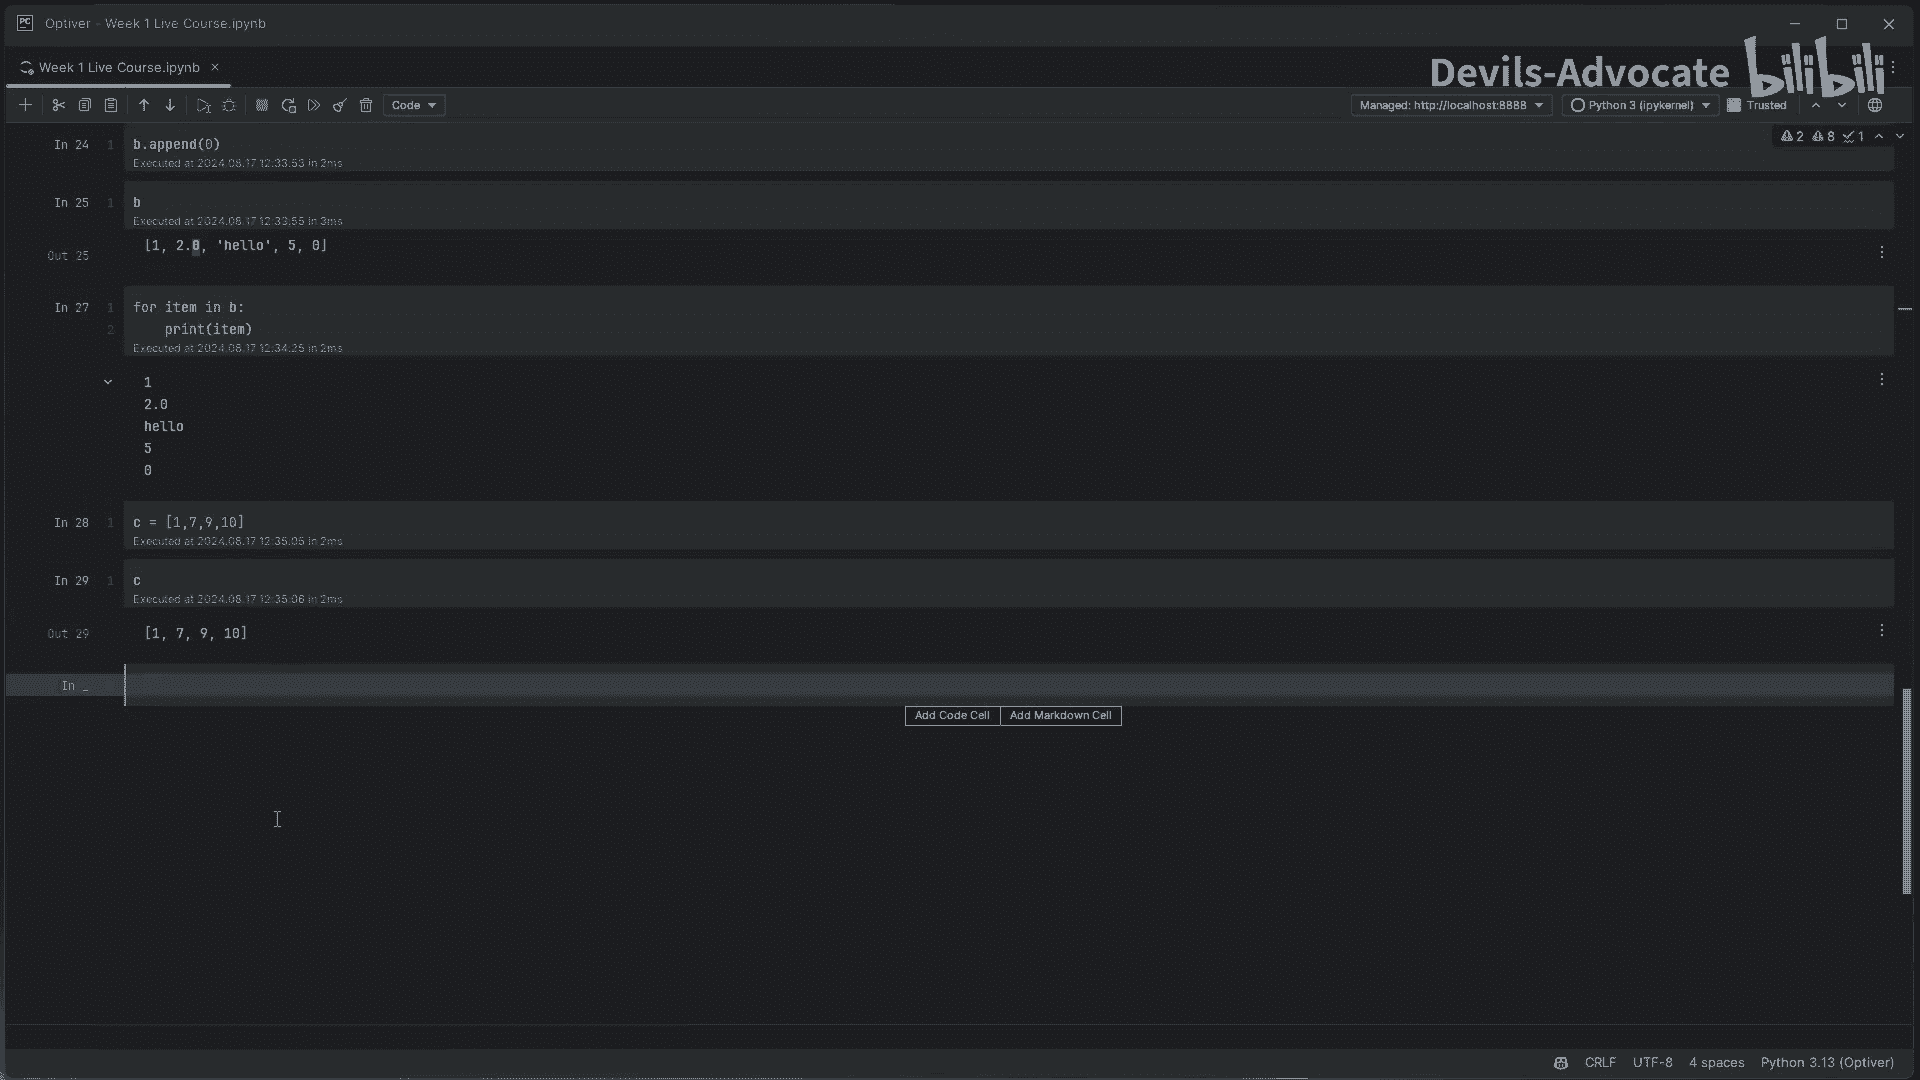 Optiver – Week 1 Live Course.ipynb
Week 1 Live Course.ipynb
Devils-Advocate bilibili
Code
Managed: http://localhost:8888
Python 3 (ipykernel)
Trusted
2 8 1
In 24 1 b.append(0)
Executed at 2024.08.17 12:33:53 in 2ms
In 25 1 b
Executed at 2024.08.17 12:33:55 in 3ms
Out 25 [1, 2.0, 'hello', 5, 0]
In 27 1 for item in b:
2 print(item)
Executed at 2024.08.17 12:34:25 in 2ms
1
2.0
hello
5
0
In 28 1 c = [1,7,9,10]
Executed at 2024.08.17 12:35:05 in 2ms
In 29 1 c
Executed at 2024.08.17 12:35:06 in 2ms
Out 29 [1, 7, 9, 10]
In _
Add Code Cell Add Markdown Cell
CRLF UTF-8 4 spaces Python 3.13 (Optiver)